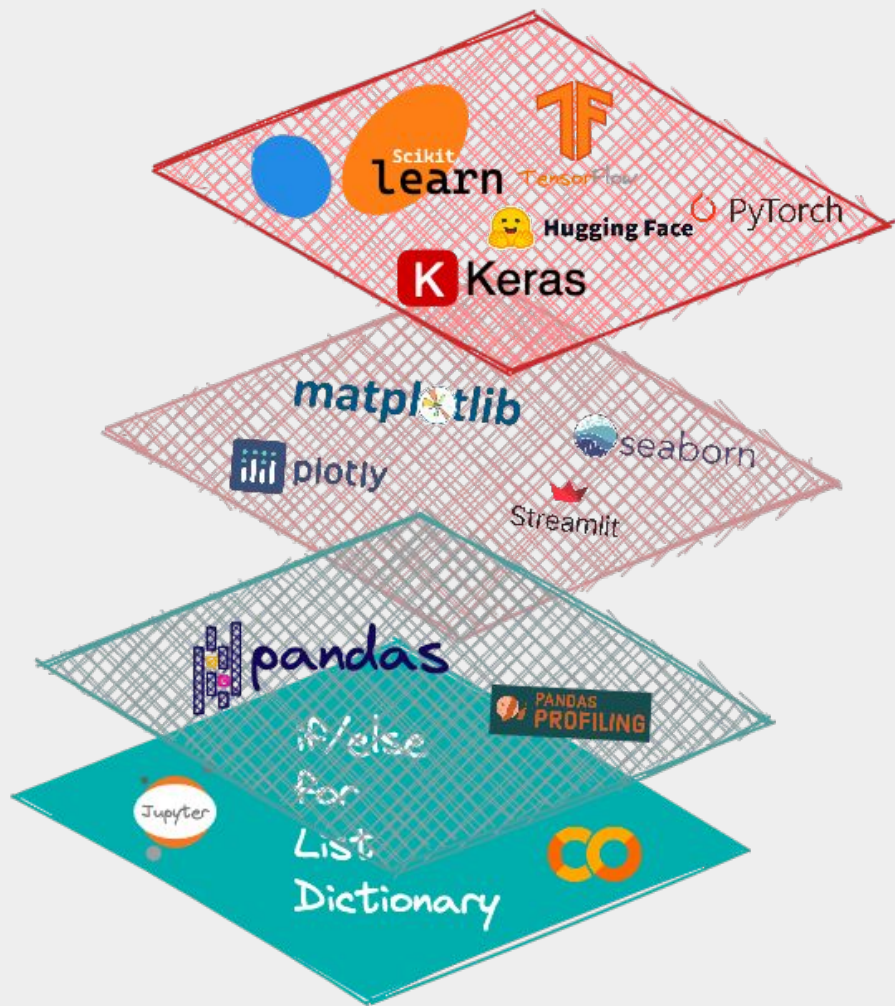 Scikit
learn
TensorFlow
PyTorch
Hugging Face
K Keras
matplotlib
seaborn
plotly
Streamlit
pandas
PANDAS
PROFILING
if/else
for
Jupyter
List
CO
Dictionary